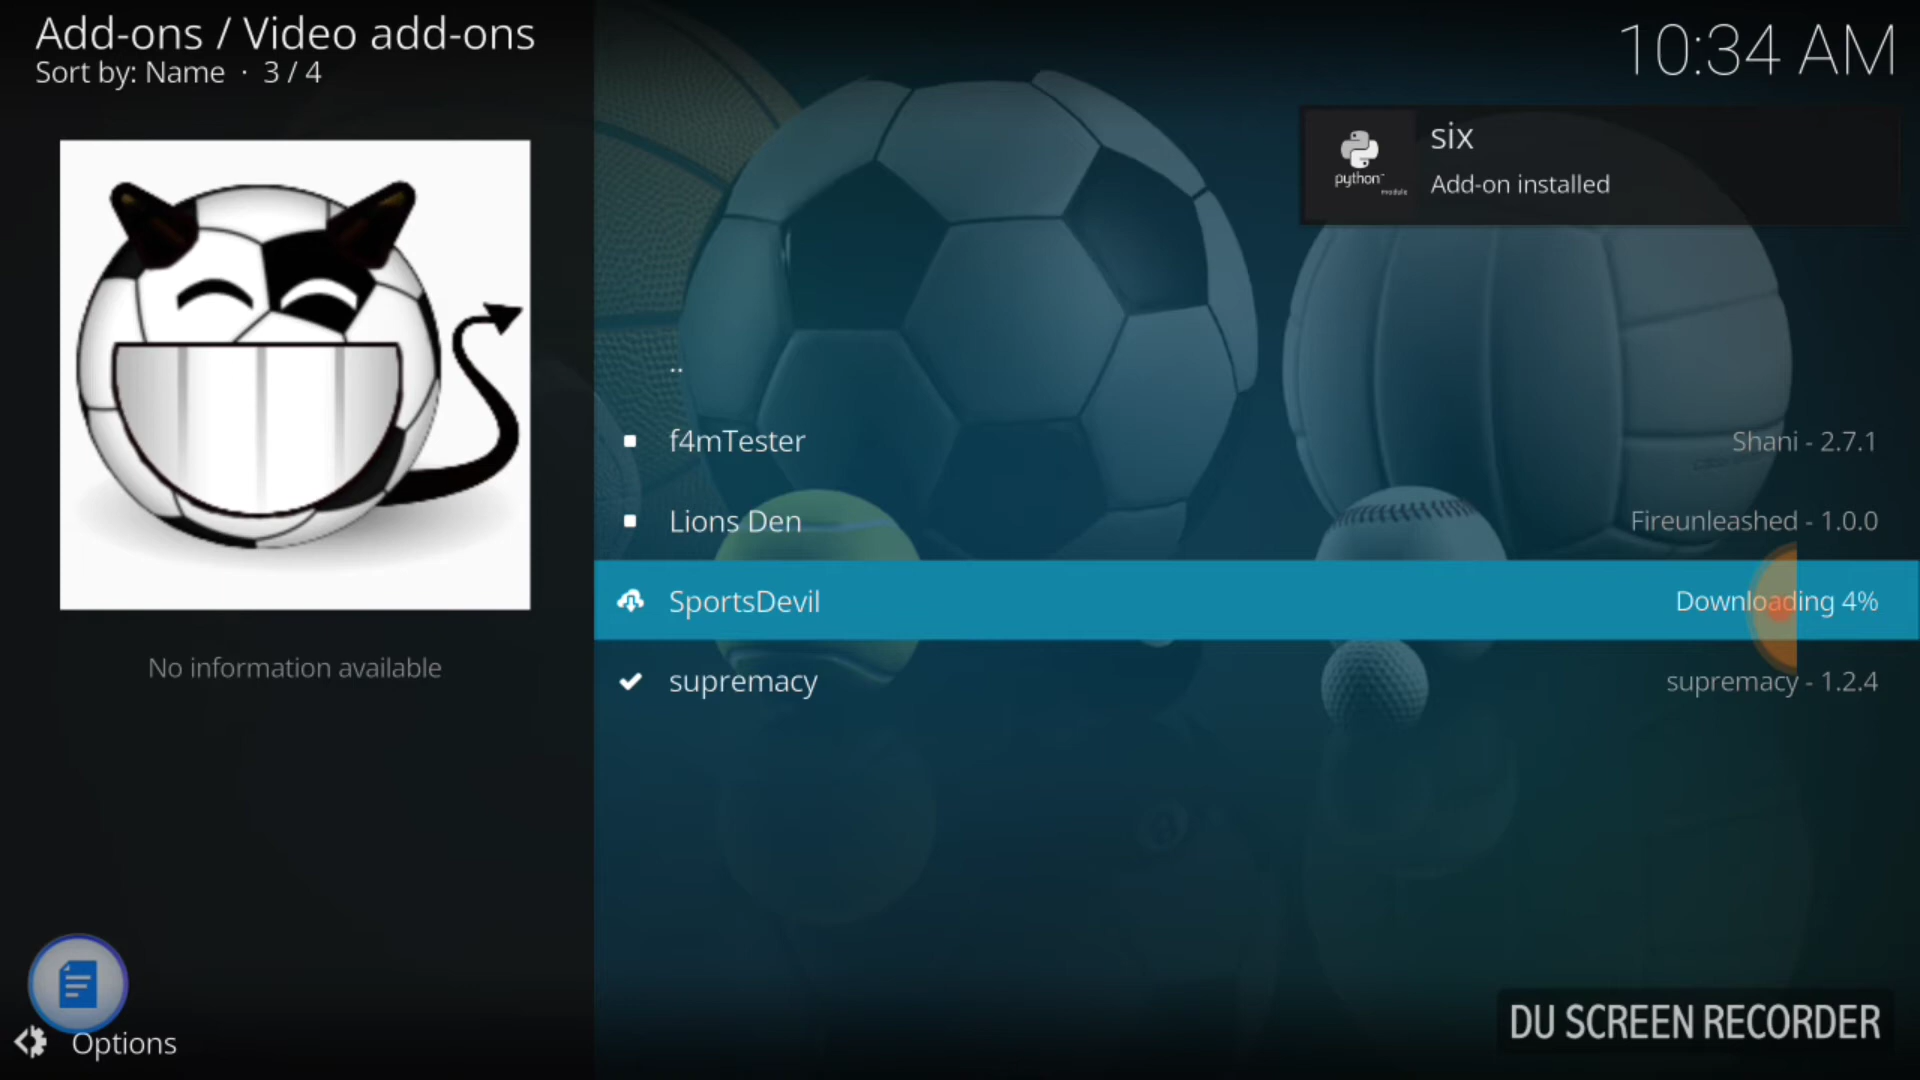 Add-ons / Video add-ons
Sort by: Name · 3 / 4
10:34 AM
python
module
six
Add-on installed
..
f4mTester
Shani - 2.7.1
Lions Den
Fireunleashed - 1.0.0
SportsDevil
Downloading 4%
supremacy
supremacy - 1.2.4
No information available
Options
DU SCREEN RECORDER